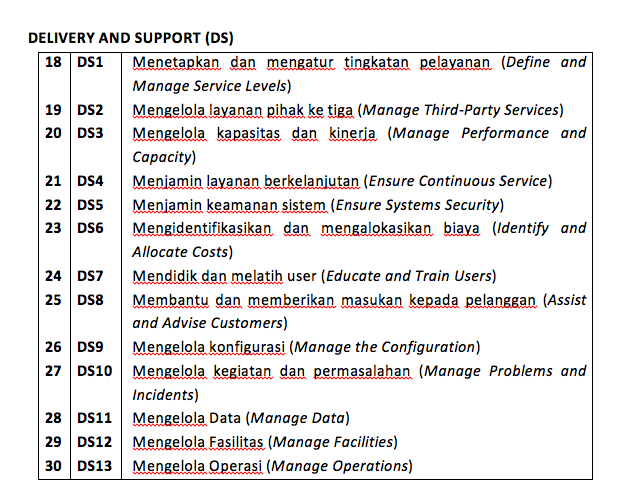 DELIVERY AND SUPPORT (DS)
18 DS1 Menetapkan dan mengatur tingkatan pelayanan (Define and
Manage Service Levels)
19 DS2 Mengelola layanan pihak ke tiga (Manage Third-Party Services)
20 DS3 Mengelola kapasitas dan kinerja (Manage Performance and
Capacity)
21 DS4 Menjamin layanan berkelanjutan (Ensure Continuous Service)
22 DS5 Menjamin keamanan sistem (Ensure Systems Security)
23 DS6 Mengidentifikasikan dan mengalokasikan biaya (Identify and
Allocate Costs)
24 DS7 Mendidik dan melatih user (Educate and Train Users)
25 DS8 Membantu dan memberikan masukan kepada pelanggan (Assist
and Advise Customers)
26 DS9 Mengelola konfigurasi (Manage the Configuration)
27 DS10 Mengelola kegiatan dan permasalahan (Manage Problems and
Incidents)
28 DS11 Mengelola Data (Manage Data)
29 DS12 Mengelola Fasilitas (Manage Facilities)
30 DS13 Mengelola Operasi (Manage Operations)